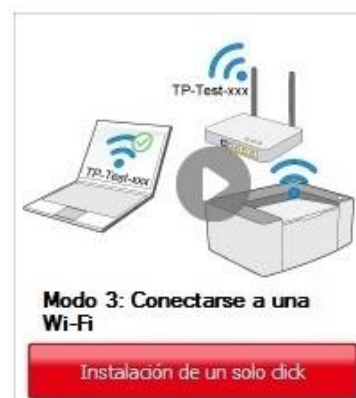 TP-Test-xxx
TP-Test-xxx
Modo 3: Conectarse a una
Wi-Fi
Instalación de un solo click